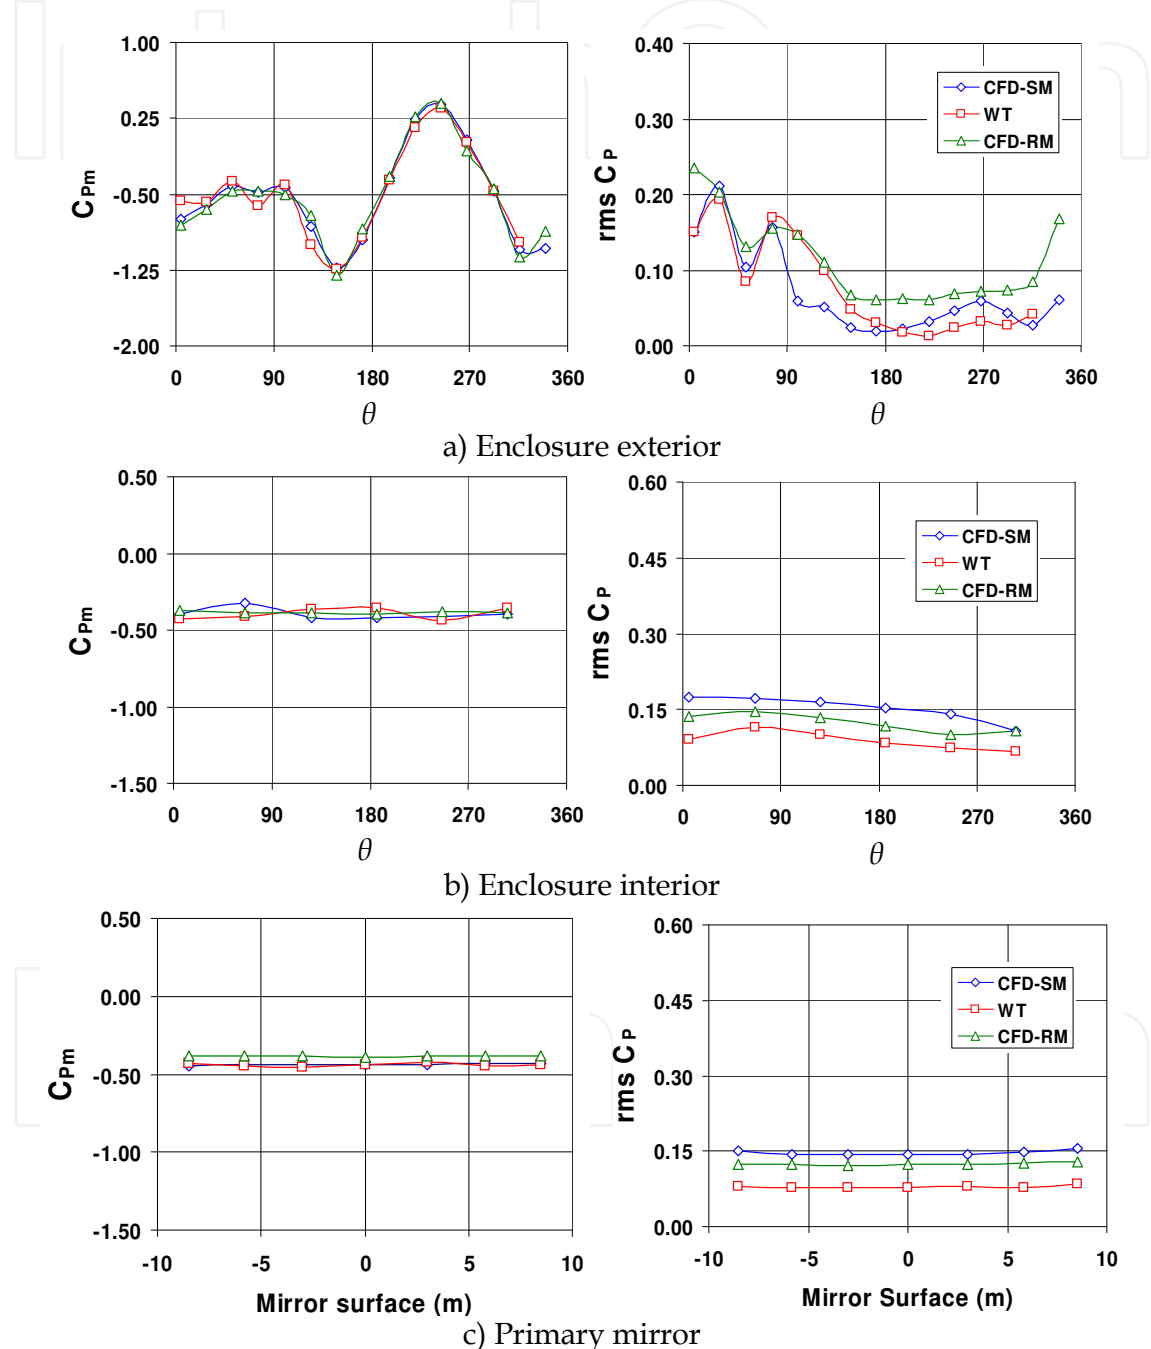 1.00
0.25
-0.50
-1.25
-2.00
C Pm
0 90 180 270 360
θ
0.40
0.30
0.20
0.10
0.00
rms C P
0 90 180 270 360
θ
CFD-SM
WT
CFD-RM
a) Enclosure exterior
0.50
0.00
-0.50
-1.00
-1.50
C Pm
0 90 180 270 360
θ
0.60
0.45
0.30
0.15
0.00
rms C P
0 90 180 270 360
θ
CFD-SM
WT
CFD-RM
b) Enclosure interior
0.50
0.00
-0.50
-1.00
-1.50
C Pm
-10 -5 0 5 10
Mirror surface (m)
0.60
0.45
0.30
0.15
0.00
rms C P
-10 -5 0 5 10
Mirror Surface (m)
CFD-SM
WT
CFD-RM
c) Primary mirror